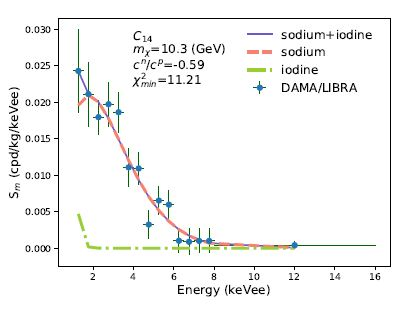 C14
mχ=10.3 (GeV)
c^n/c^p=-0.59
χ²min=11.21
sodium+iodine
sodium
iodine
DAMA/LIBRA
Sm (cpd/kg/keVee)
0.030
0.025
0.020
0.015
0.010
0.005
0.000
2 4 6 8 10 12 14 16
Energy (keVee)